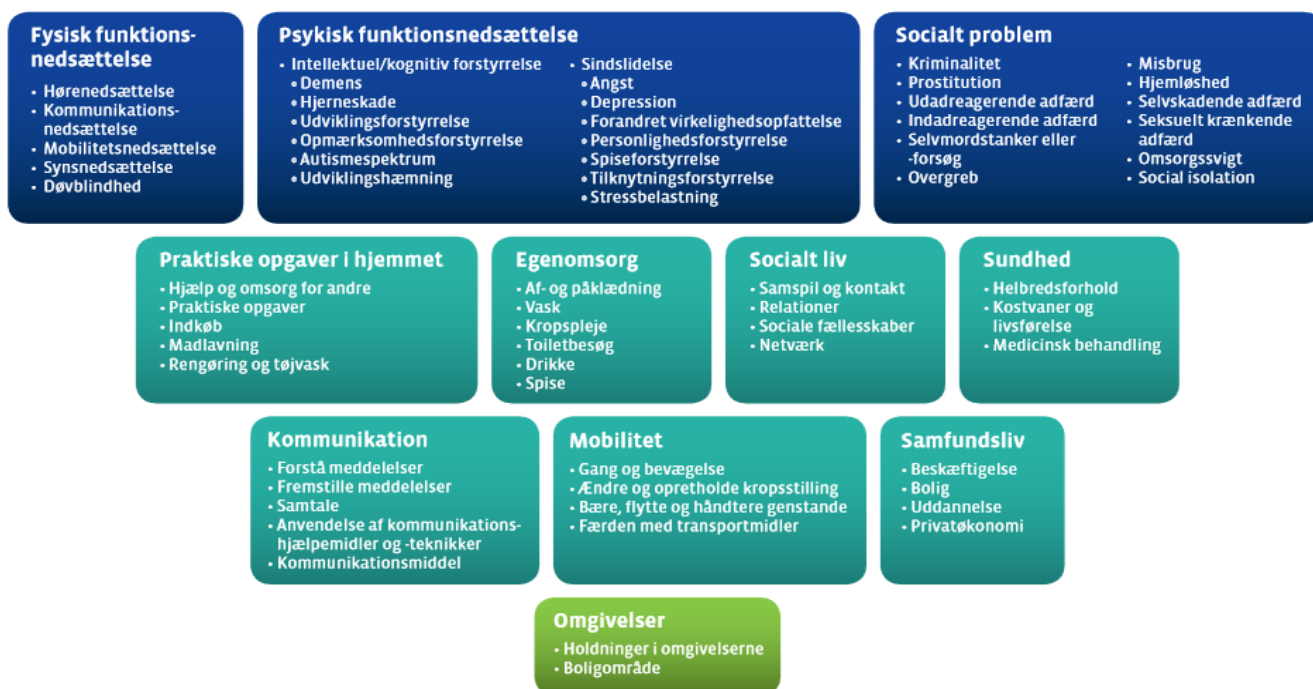 Fysisk funktions-
nedsættelse
• Hørenedsættelse
• Kommunikations-
nedsættelse
• Mobilitetsnedsættelse
• Synsnedsættelse
• Døvblindhed
Psykisk funktionsnedsættelse
• Intellektuel/kognitiv forstyrrelse
• Demens
• Hjerneskade
• Udviklingsforstyrrelse
• Opmærksomhedsforstyrrelse
• Autismespektrum
• Udviklingshæmning
• Sindslidelse
• Angst
• Depression
• Forandret virkelighedsopfattelse
• Personlighedsforstyrrelse
• Spiseforstyrrelse
• Tilknytningsforstyrrelse
• Stressbelastning
Socialt problem
• Kriminalitet
• Prostitution
• Udadreagerende adfærd
• Indadreagerende adfærd
• Selvmordstanker eller
-forsøg
• Overgreb
• Misbrug
• Hjemløshed
• Selvskadende adfærd
• Seksuelt krænkende
adfærd
• Omsorgssvigt
• Social isolation
Praktiske opgaver i hjemmet
• Hjælp og omsorg for andre
• Praktiske opgaver
• Indkøb
• Madlavning
• Rengøring og tøjvask
Egenomsorg
• Af- og påklædning
• Vask
• Kropspleje
• Toiletbesøg
• Drikke
• Spise
Socialt liv
• Samspil og kontakt
• Relationer
• Sociale fællesskaber
• Netværk
Sundhed
• Helbredsforhold
• Kostvaner og
livsførelse
• Medicinsk behandling
Kommunikation
• Forstå meddelelser
• Fremstille meddelelser
• Samtale
• Anvendelse af kommunikations-
hjælpemidler og -teknikker
• Kommunikationsmiddel
Mobilitet
• Gang og bevægelse
• Ændre og opretholde kropsstilling
• Bære, flytte og håndtere genstande
• Færden med transportmidler
Samfundsliv
• Beskæftigelse
• Bolig
• Uddannelse
• Privatøkonomi
Omgivelser
• Holdninger i omgivelserne
• Boligområde